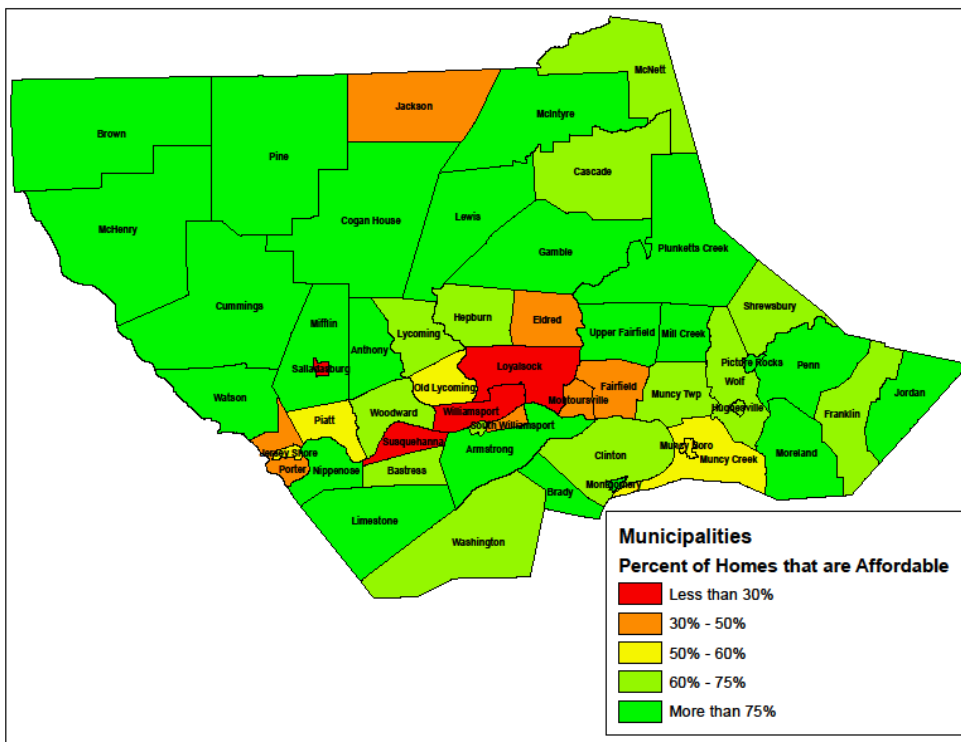 McNett
Jackson
McIntyre
Brown
Pine
Cascade
Cogan House
Lewis
McHenry
Gamble
Plunketts Creek
Cummings
Shrewsbury
Mifflin
Hepburn
Eldred
Lycoming
Upper Fairfield
Mill Creek
Anthony
Picture Rocks
Penn
Salladasburg
Loyalsock
Wolf
Old Lycoming
Fairfield
Muncy Twp
Jordan
Watson
Montoursville
Franklin
Piatt
Woodward
Williamsport
Hughesville
South Williamsport
Susquehanna
Muncy Boro
Jersey Shore
Armstrong
Moreland
Porter
Nippenose
Bastress
Clinton
Muncy Creek
Montgomery
Brady
Limestone
Washington
Municipalities
Percent of Homes that are Affordable
Less than 30%
30% - 50%
50% - 60%
60% - 75%
More than 75%